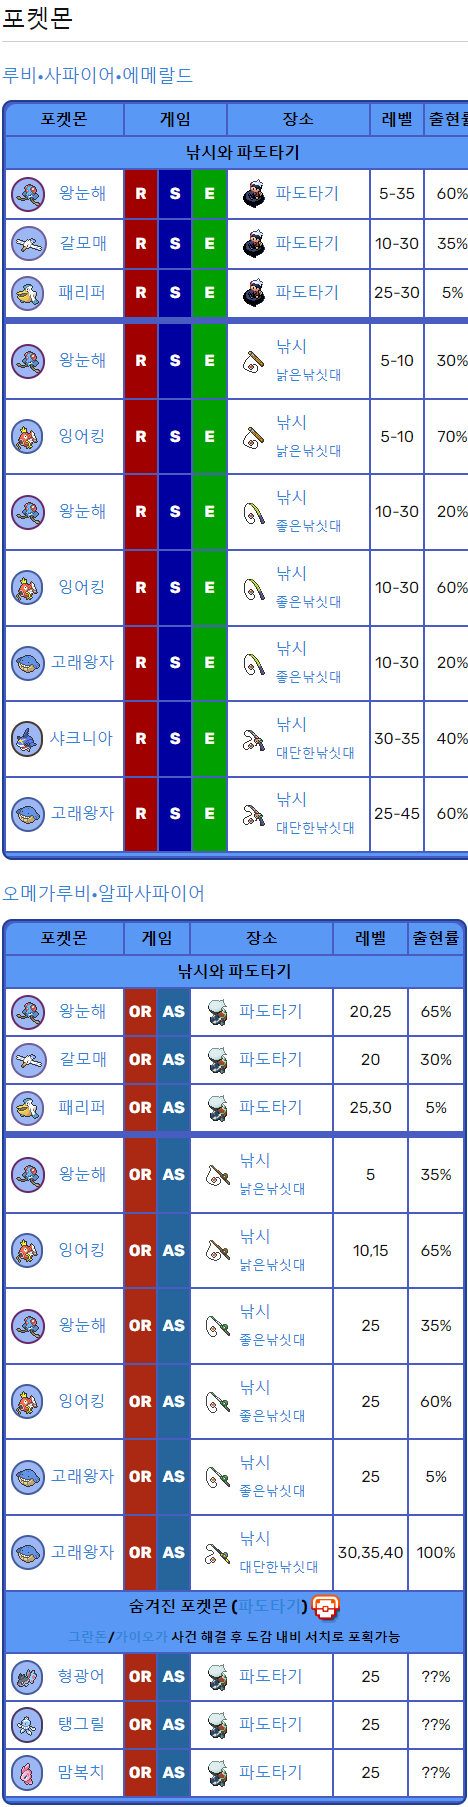 포켓몬
루비•사파이어•에메랄드
포켓몬 게임 장소 레벨 출현률
낚시와 파도타기
왕눈해 R S E 파도타기 5-35 60%
갈모매 R S E 파도타기 10-30 35%
패리퍼 R S E 파도타기 25-30 5%
왕눈해 R S E 낚시 5-10 30%
낡은낚싯대
잉어킹 R S E 낚시 5-10 70%
낡은낚싯대
왕눈해 R S E 낚시 10-30 20%
좋은낚싯대
잉어킹 R S E 낚시 10-30 60%
좋은낚싯대
고래왕자 R S E 낚시 10-30 20%
좋은낚싯대
샤크니아 R S E 낚시 30-35 40%
대단한낚싯대
고래왕자 R S E 낚시 25-45 60%
대단한낚싯대
오메가루비•알파사파이어
포켓몬 게임 장소 레벨 출현률
낚시와 파도타기
왕눈해 OR AS 파도타기 20,25 65%
갈모매 OR AS 파도타기 20 30%
패리퍼 OR AS 파도타기 25,30 5%
왕눈해 OR AS 낚시 5 35%
낡은낚싯대
잉어킹 OR AS 낚시 10,15 65%
낡은낚싯대
왕눈해 OR AS 낚시 25 35%
좋은낚싯대
잉어킹 OR AS 낚시 25 60%
좋은낚싯대
고래왕자 OR AS 낚시 25 5%
좋은낚싯대
고래왕자 OR AS 낚시 30,35,40 100%
대단한낚싯대
숨겨진 포켓몬 (파도타기)
그란돈/가이오가 사건 해결 후 도감 내비 서치로 포획가능
형광어 OR AS 파도타기 25 ??%
탱그릴 OR AS 파도타기 25 ??%
맘복치 OR AS 파도타기 25 ??%